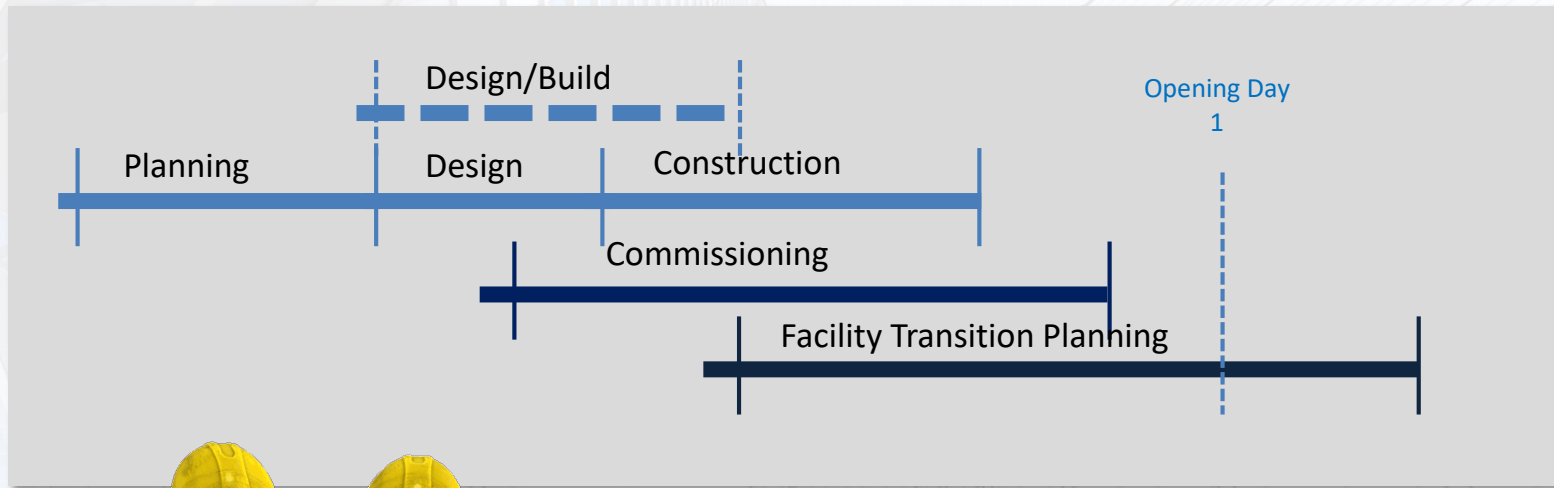 Design/Build
Opening Day
1
Planning
Design
Construction
Commissioning
Facility Transition Planning